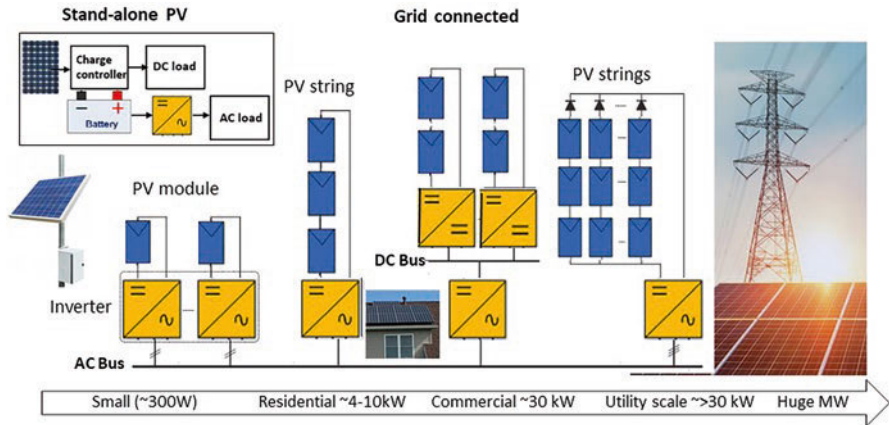 Stand-alone PV
Grid connected
Charge
controller
DC load
Battery
AC load
PV module
Inverter
PV string
PV strings
DC Bus
AC Bus
Small (~300W)
Residential ~4-10kW
Commercial ~30 kW
Utility scale ~>30 kW
Huge MW